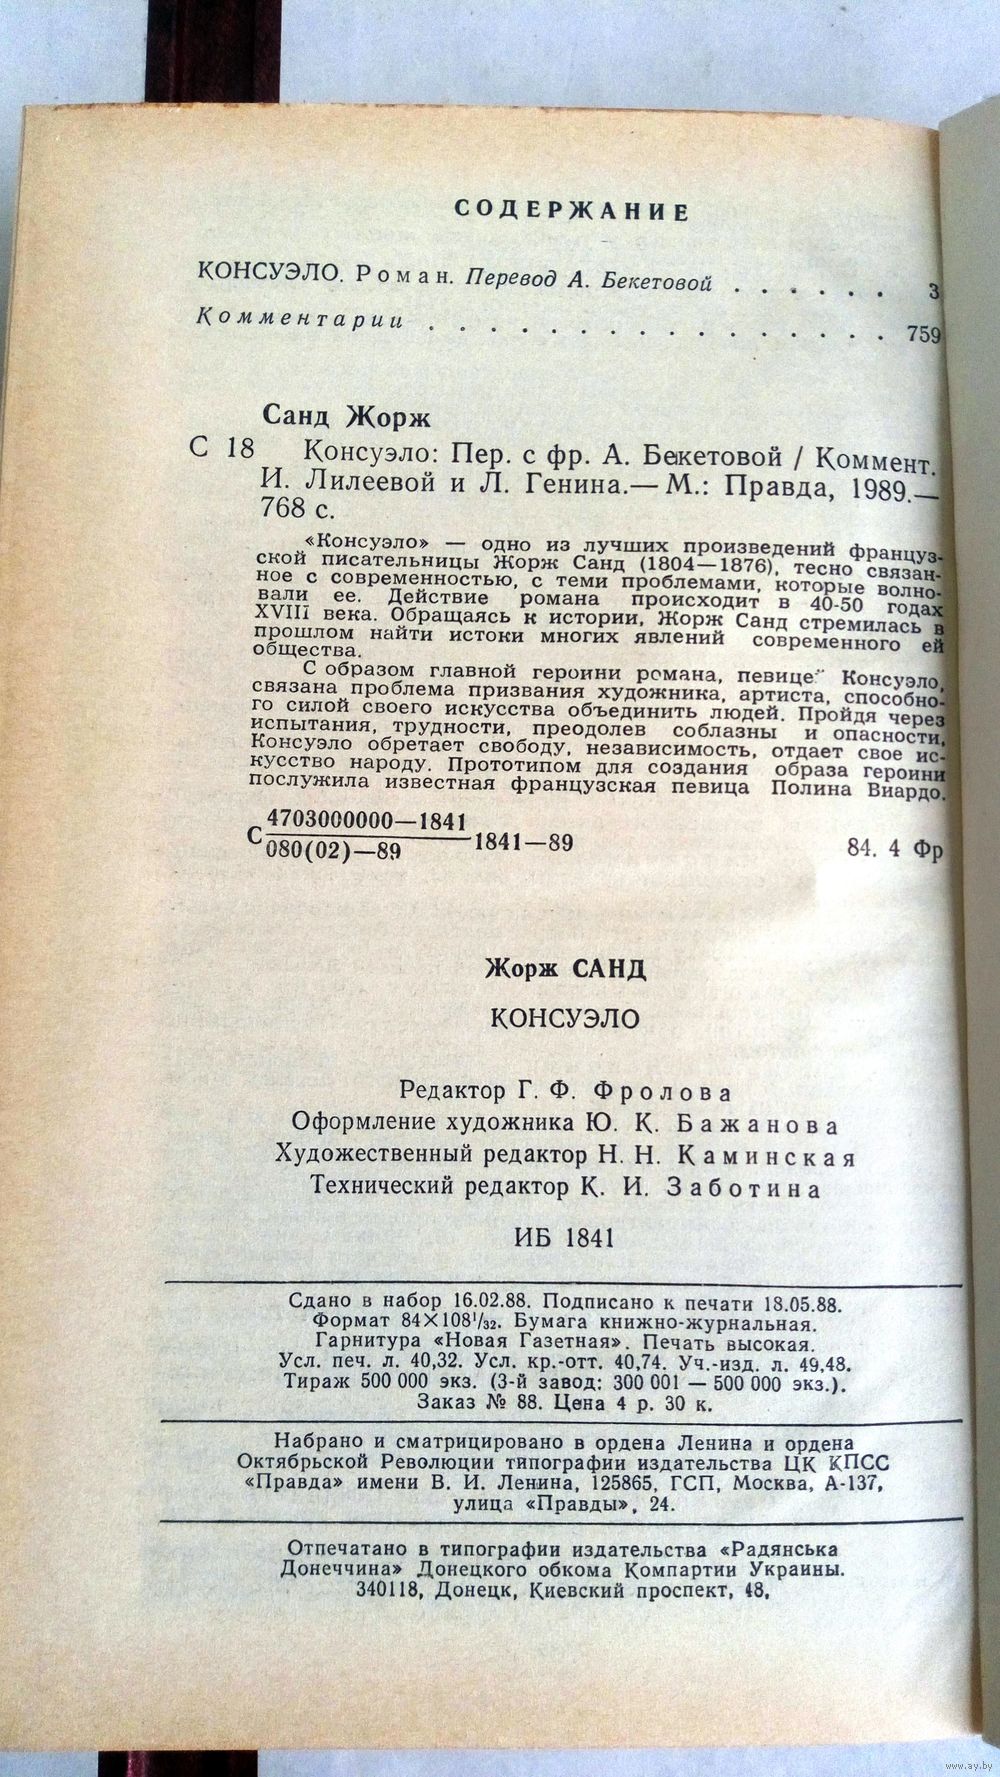 СОДЕРЖАНИЕ
КОНСУЭЛО. Роман. Перевод А. Бекетовой . . . . . . 3
Комментарии . . . . . . . . . . . . . . . . 759
Санд Жорж
С 18 Консуэло: Пер. с фр. А. Бекетовой / Коммент.
И. Лилеевой и Л. Генина.— М.: Правда, 1989.—
768 с.
«Консуэло» — одно из лучших произведений француз-
ской писательницы Жорж Санд (1804—1876), тесно связан-
ное с современностью, с теми проблемами, которые волно-
вали ее. Действие романа происходит в 40-50 годах
XVIII века. Обращаясь к истории, Жорж Санд стремилась в
прошлом найти истоки многих явлений современного ей
общества.
С образом главной героини романа, певице" Консуэло,
связана проблема призвания художника, артиста, способно-
го силой своего искусства объединить людей. Пройдя через
испытания, трудности, преодолев соблазны и опасности,
Консуэло обретает свободу, независимость, отдает свое ис-
кусство народу. Прототипом для создания образа героини
послужила известная французская певица Полина Виардо.
С 4703000000—1841
080(02)—89
1841—89 84. 4 Фр
Жорж САНД
КОНСУЭЛО
Редактор Г. Ф. Фролова
Оформление художника Ю. К. Бажанова
Художественный редактор Н. Н. Каминская
Технический редактор К. И. Заботина
ИБ 1841
Сдано в набор 16.02.88. Подписано к печати 18.05.88.
Формат 84×108¹/₃₂. Бумага книжно-журнальная.
Гарнитура «Новая Газетная». Печать высокая.
Усл. печ. л. 40,32. Усл. кр.-отт. 40,74. Уч.-изд. л. 49,48.
Тираж 500 000 экз. (3-й завод: 300 001 — 500 000 экз.).
Заказ № 88. Цена 4 р. 30 к.
Набрано и сматрицировано в ордена Ленина и ордена
Октябрьской Революции типографии издательства ЦК КПСС
«Правда» имени В. И. Ленина, 125865, ГСП, Москва, А-137,
улица «Правды», 24.
Отпечатано в типографии издательства «Радянська
Донеччина» Донецкого обкома Компартии Украины.
340118, Донецк, Киевский проспект, 48,
www.ay.by